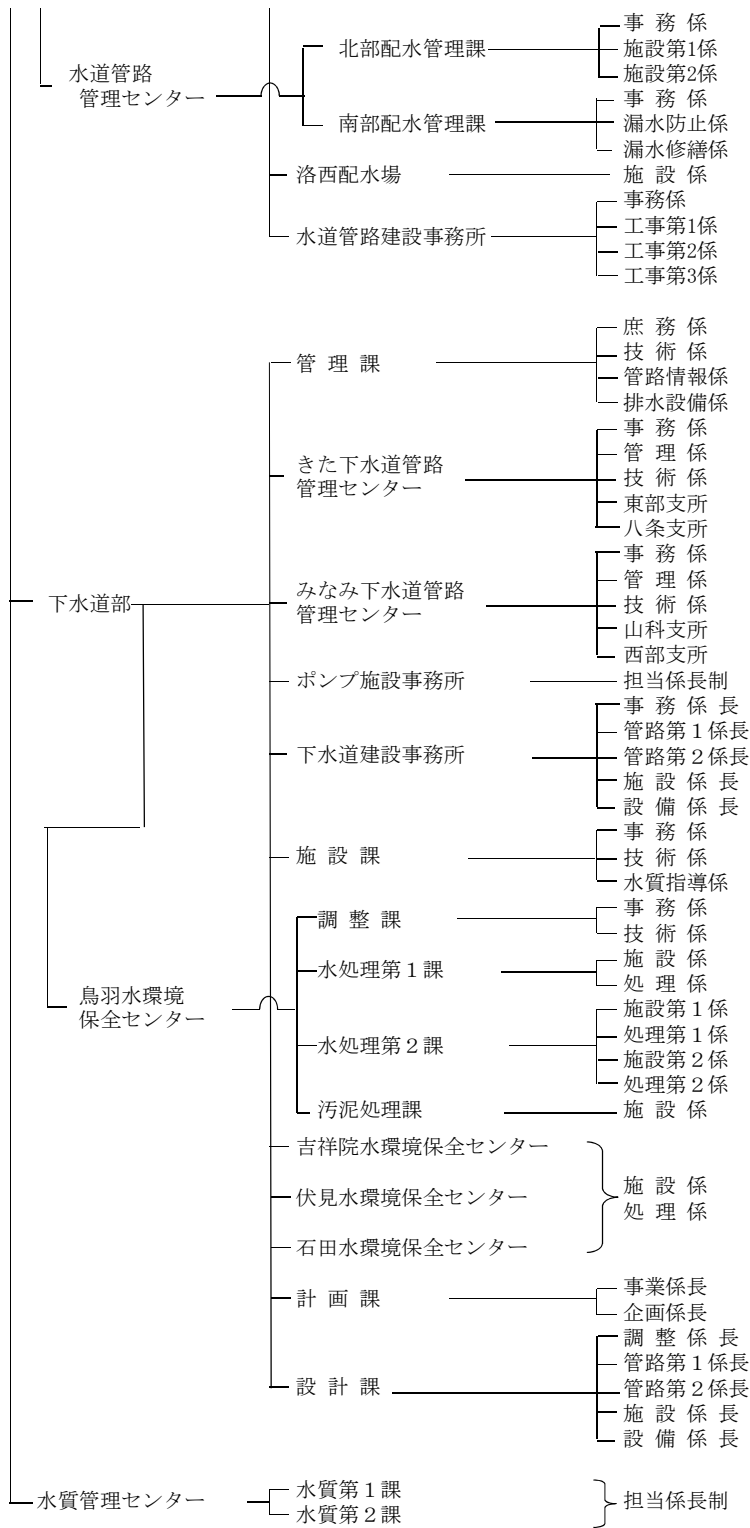 水道管路
管理センター
北部配水管理課
事 務 係
施設第1係
施設第2係
南部配水管理課
事 務 係
漏水防止係
漏水修繕係
洛西配水場
施 設 係
水道管路建設事務所
事務係
工事第1係
工事第2係
工事第3係
下水道部
管 理 課
庶 務 係
技 術 係
管路情報係
排水設備係
きた下水道管路
管理センター
事 務 係
管 理 係
技 術 係
東部支所
八条支所
みなみ下水道管路
管理センター
事 務 係
管 理 係
技 術 係
山科支所
西部支所
ポンプ施設事務所
担当係長制
下水道建設事務所
事 務 係 長
管路第１係長
管路第２係長
施 設 係 長
設 備 係 長
施 設 課
事 務 係
技 術 係
水質指導係
鳥羽水環境
保全センター
調 整 課
事 務 係
技 術 係
水処理第１課
施 設 係
処 理 係
水処理第２課
施設第１係
処理第１係
施設第２係
処理第２係
汚泥処理課
施 設 係
吉祥院水環境保全センター
伏見水環境保全センター
石田水環境保全センター
施 設 係
処 理 係
計 画 課
事業係長
企画係長
設 計 課
調 整 係 長
管路第１係長
管路第２係長
施 設 係 長
設 備 係 長
水質管理センター
水質第１課
水質第２課
担当係長制